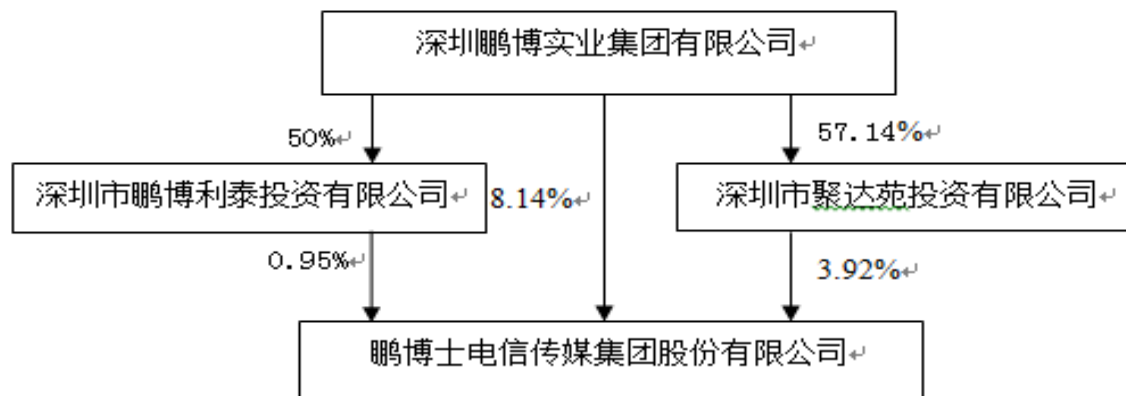 深圳鹏博实业集团有限公司↵
50%↵
57.14%↵
深圳市鹏博利泰投资有限公司↵
8.14%↵
深圳市聚达苑投资有限公司↵
0.95%↵
3.92%↵
鹏博士电信传媒集团股份有限公司↵